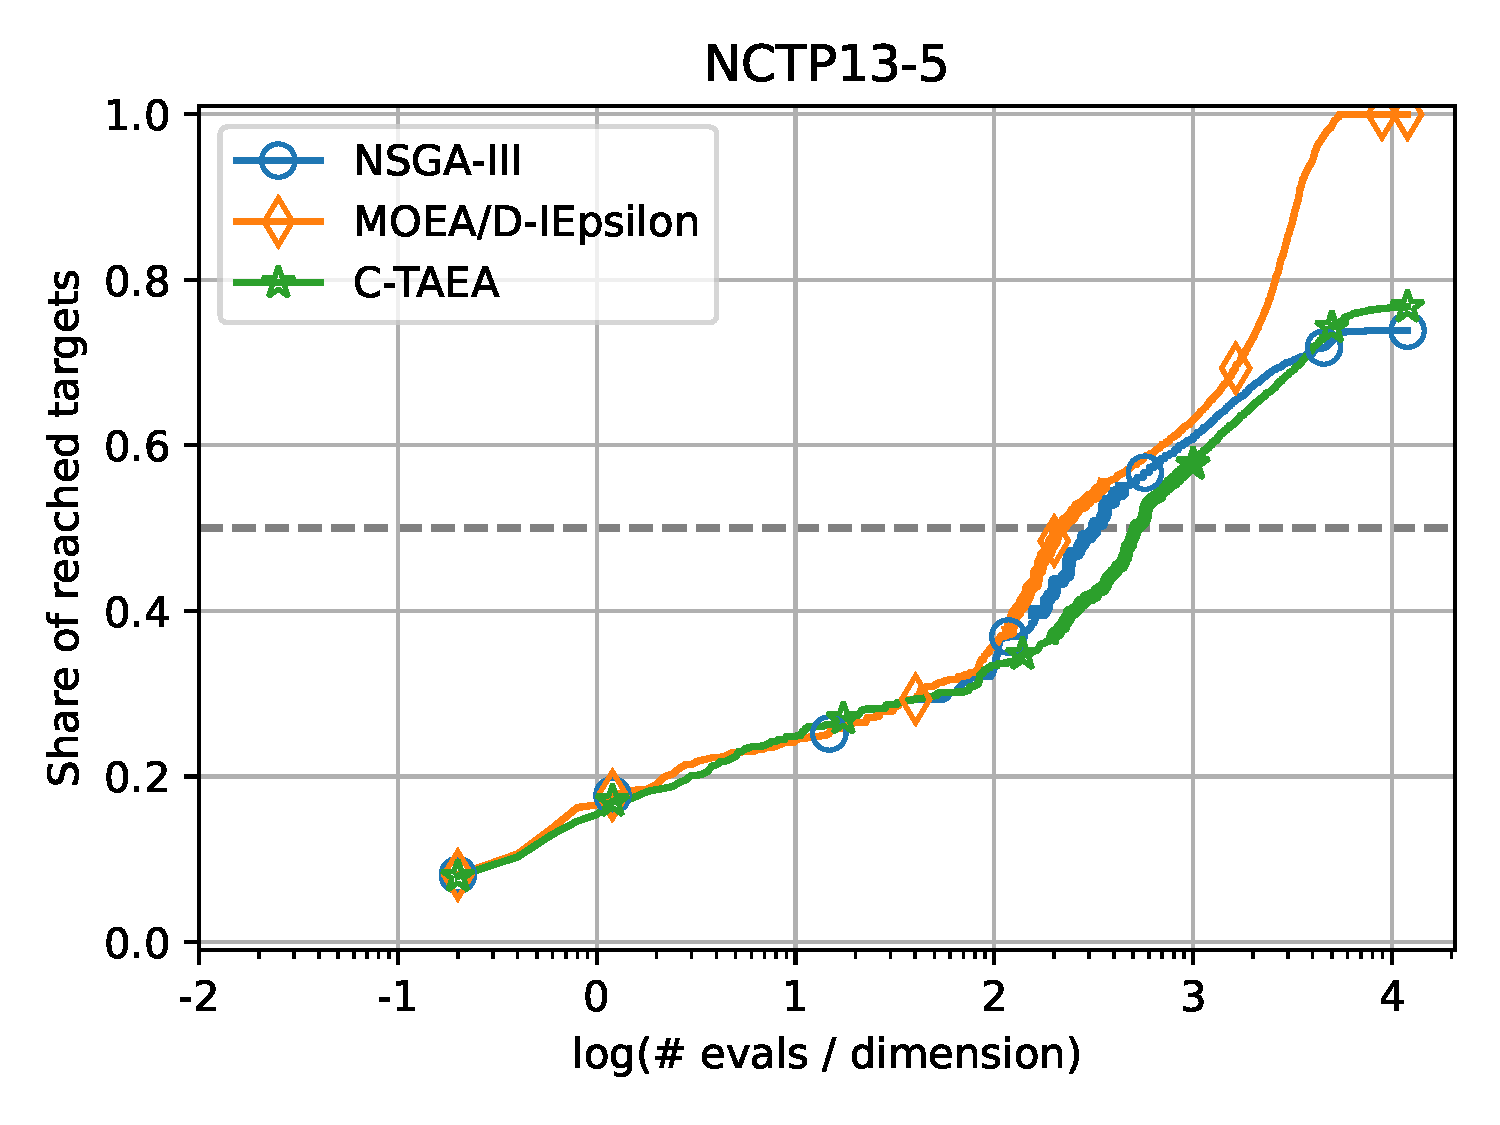 NCTP13-5
1.0
0.8
0.6
0.4
0.2
0.0
Share of reached targets
NSGA-III
MOEA/D-IEpsilon
C-TAEA
-2 -1 0 1 2 3 4
log(# evals / dimension)